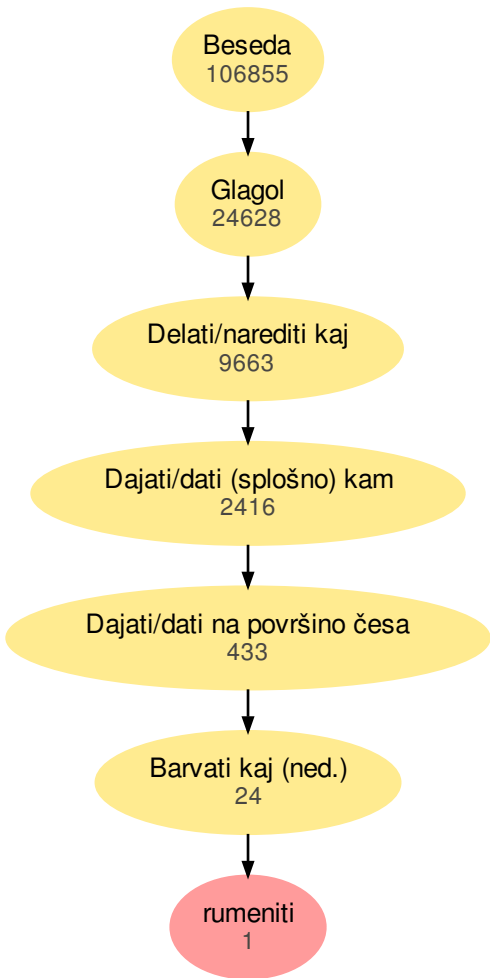 Beseda
106855
Glagol
24628
Delati/narediti kaj
9663
Dajati/dati (splošno) kam
2416
Dajati/dati na površino česa
433
Barvati kaj (ned.)
24
rumeniti
1